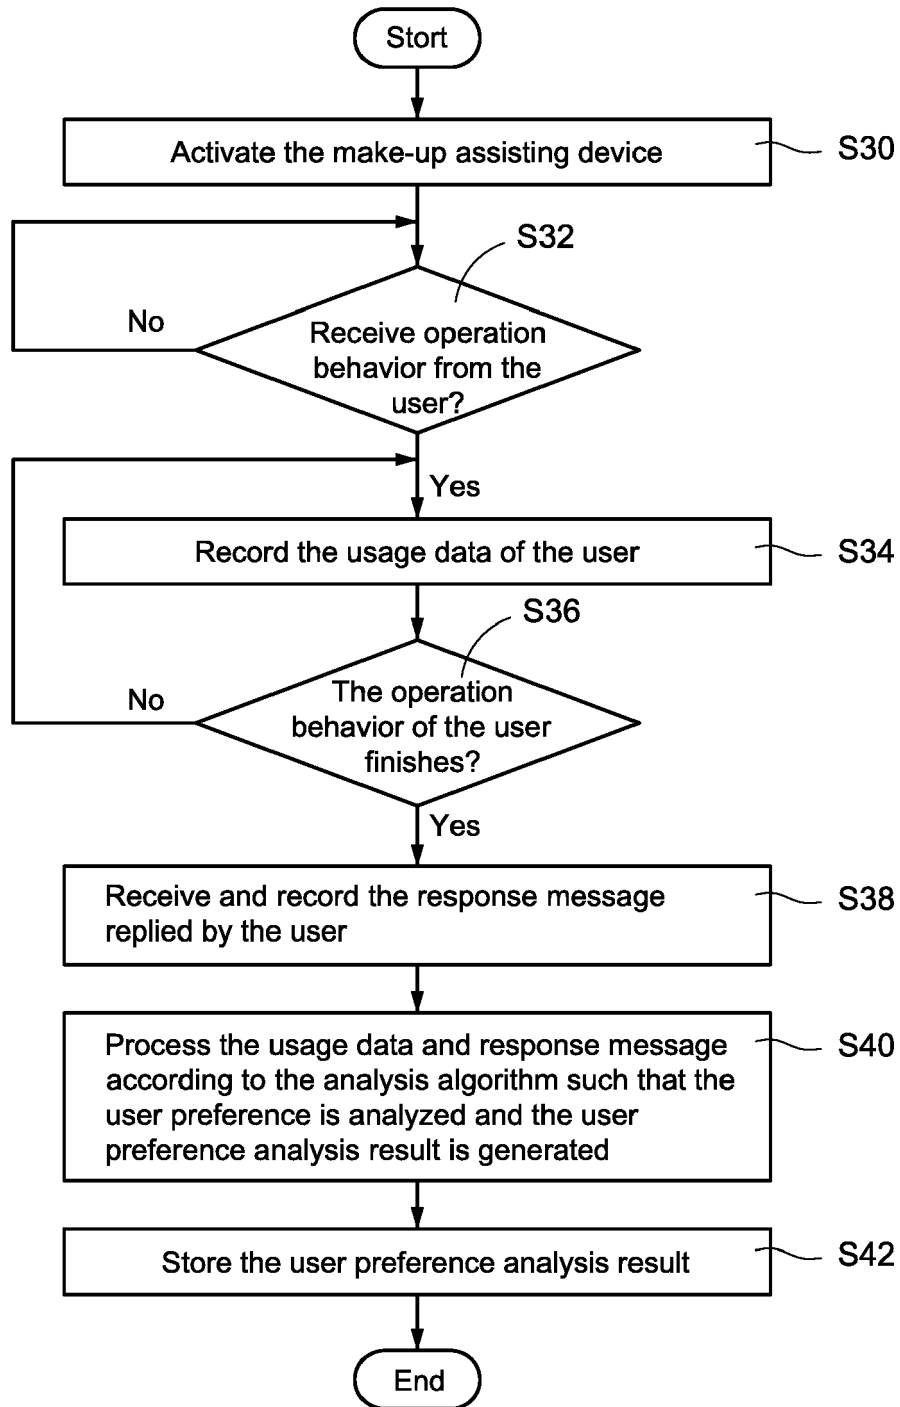 Stort
Activate the make-up assisting device
S30
S32
No
Receive operation
behavior from the
user?
Yes
Record the usage data of the user
S34
S36
No
The operation
behavior of the user
finishes?
Yes
Receive and record the response message
replied by the user
S38
Process the usage data and response message
according to the analysis algorithm such that the
user preference is analyzed and the user
preference analysis result is generated
S40
Store the user preference analysis result
S42
End